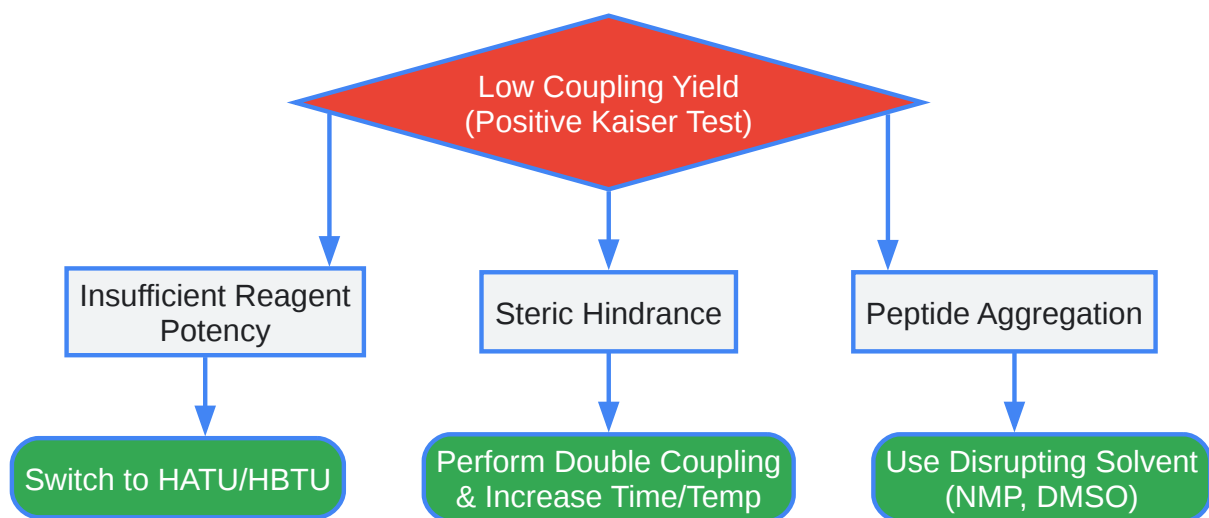 Low Coupling Yield
(Positive Kaiser Test)
Insufficient Reagent
Potency
Steric Hindrance
Peptide Aggregation
Switch to HATU/HBTU
Perform Double Coupling
& Increase Time/Temp
Use Disrupting Solvent
(NMP, DMSO)